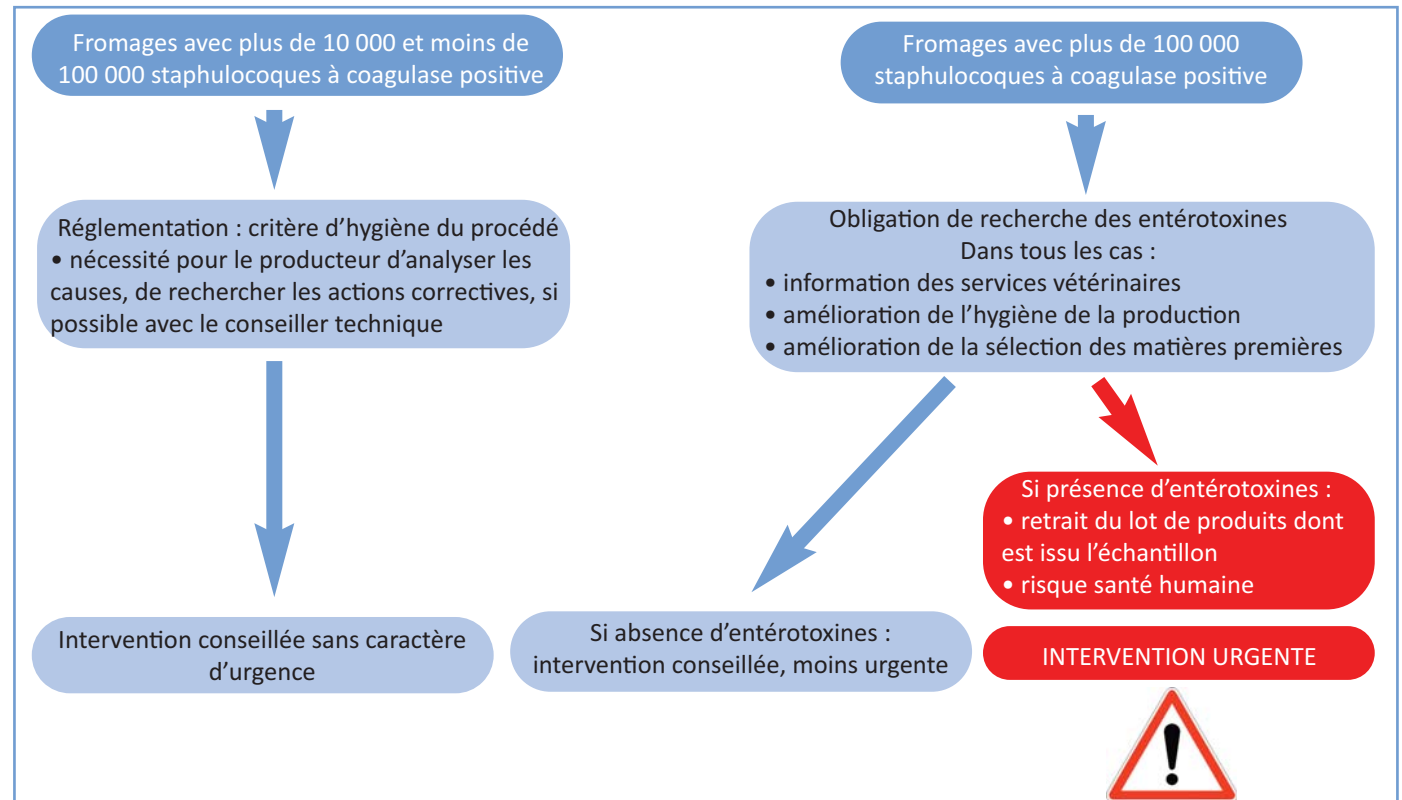 Fromages avec plus de 10 000 et moins de
100 000 staphulocoques à coagulase positive
Réglementation : critère d'hygiène du procédé
• nécessité pour le producteur d'analyser les
causes, de rechercher les actions correctives, si
possible avec le conseiller technique
Intervention conseillée sans caractère
d'urgence
Fromages avec plus de 100 000
staphulocoques à coagulase positive
Obligation de recherche des entérotoxines
Dans tous les cas :
• information des services vétérinaires
• amélioration de l'hygiène de la production
• amélioration de la sélection des matières premières
Si absence d'entérotoxines :
intervention conseillée, moins urgente
Si présence d'entérotoxines :
• retrait du lot de produits dont
est issu l'échantillon
• risque santé humaine
INTERVENTION URGENTE